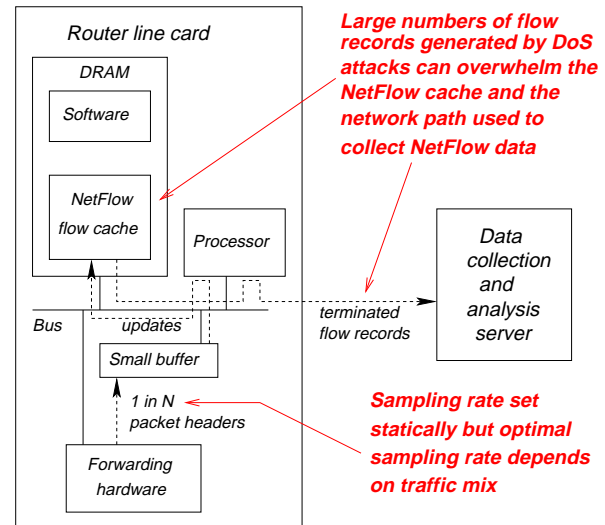 Router line card
DRAM
Software
NetFlow
flow cache
Processor
Bus
updates
Small buffer
1 in N
packet headers
Forwarding
hardware
terminated
flow records
Data
collection
and
analysis
server
Large numbers of flow
records generated by DoS
attacks can overwhelm the
NetFlow cache and the
network path used to
collect NetFlow data
Sampling rate set
statically but optimal
sampling rate depends
on traffic mix